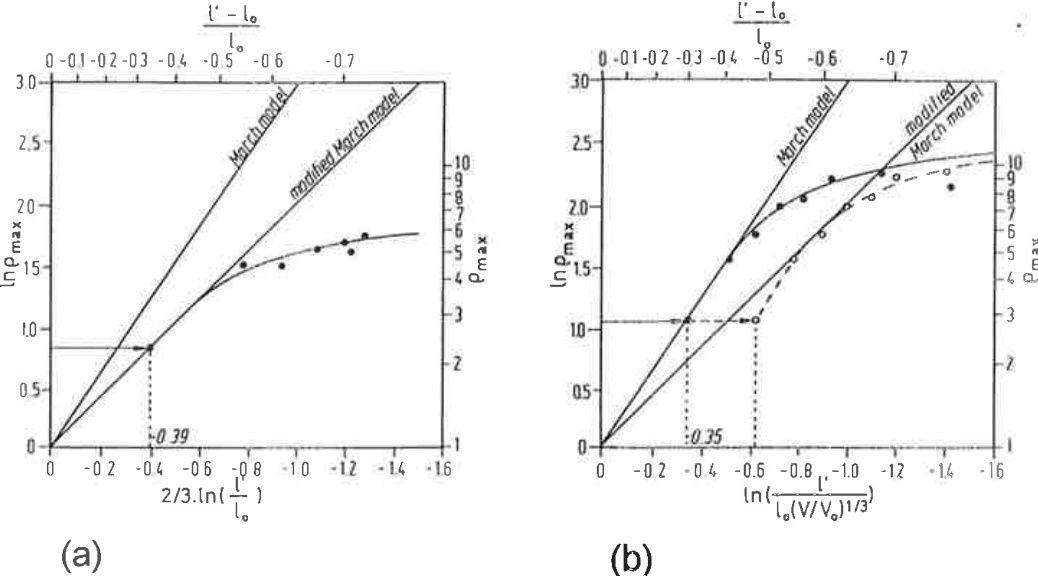 l' - l₀
l₀
0 -0.1 -0.2 -0.3 -0.4 -0.5 -0.6 -0.7
3.0
2.5
2.0
1.5
1.0
0.5
0
ln ρmax
March model
modified March model
10
9
8
7
6
5
4
3
2
1
ρmax
-0.39
0 -0.2 -0.4 -0.6 -0.8 -1.0 -1.2 -1.4 -1.6
2/3.ln(l'/l₀)
(a)
l' - l₀
l₀
0 -0.1 -0.2 -0.3 -0.4 -0.5 -0.6 -0.7
3.0
2.5
2.0
1.5
1.0
0.5
0
ln ρmax
March model
modified
March model
10
9
8
7
6
5
4
3
2
1
ρmax
0.35
0 -0.2 -0.4 -0.6 -0.8 -1.0 -1.2 -1.4 -1.6
ln(l'/l₀(V/V₀)1/3)
(b)